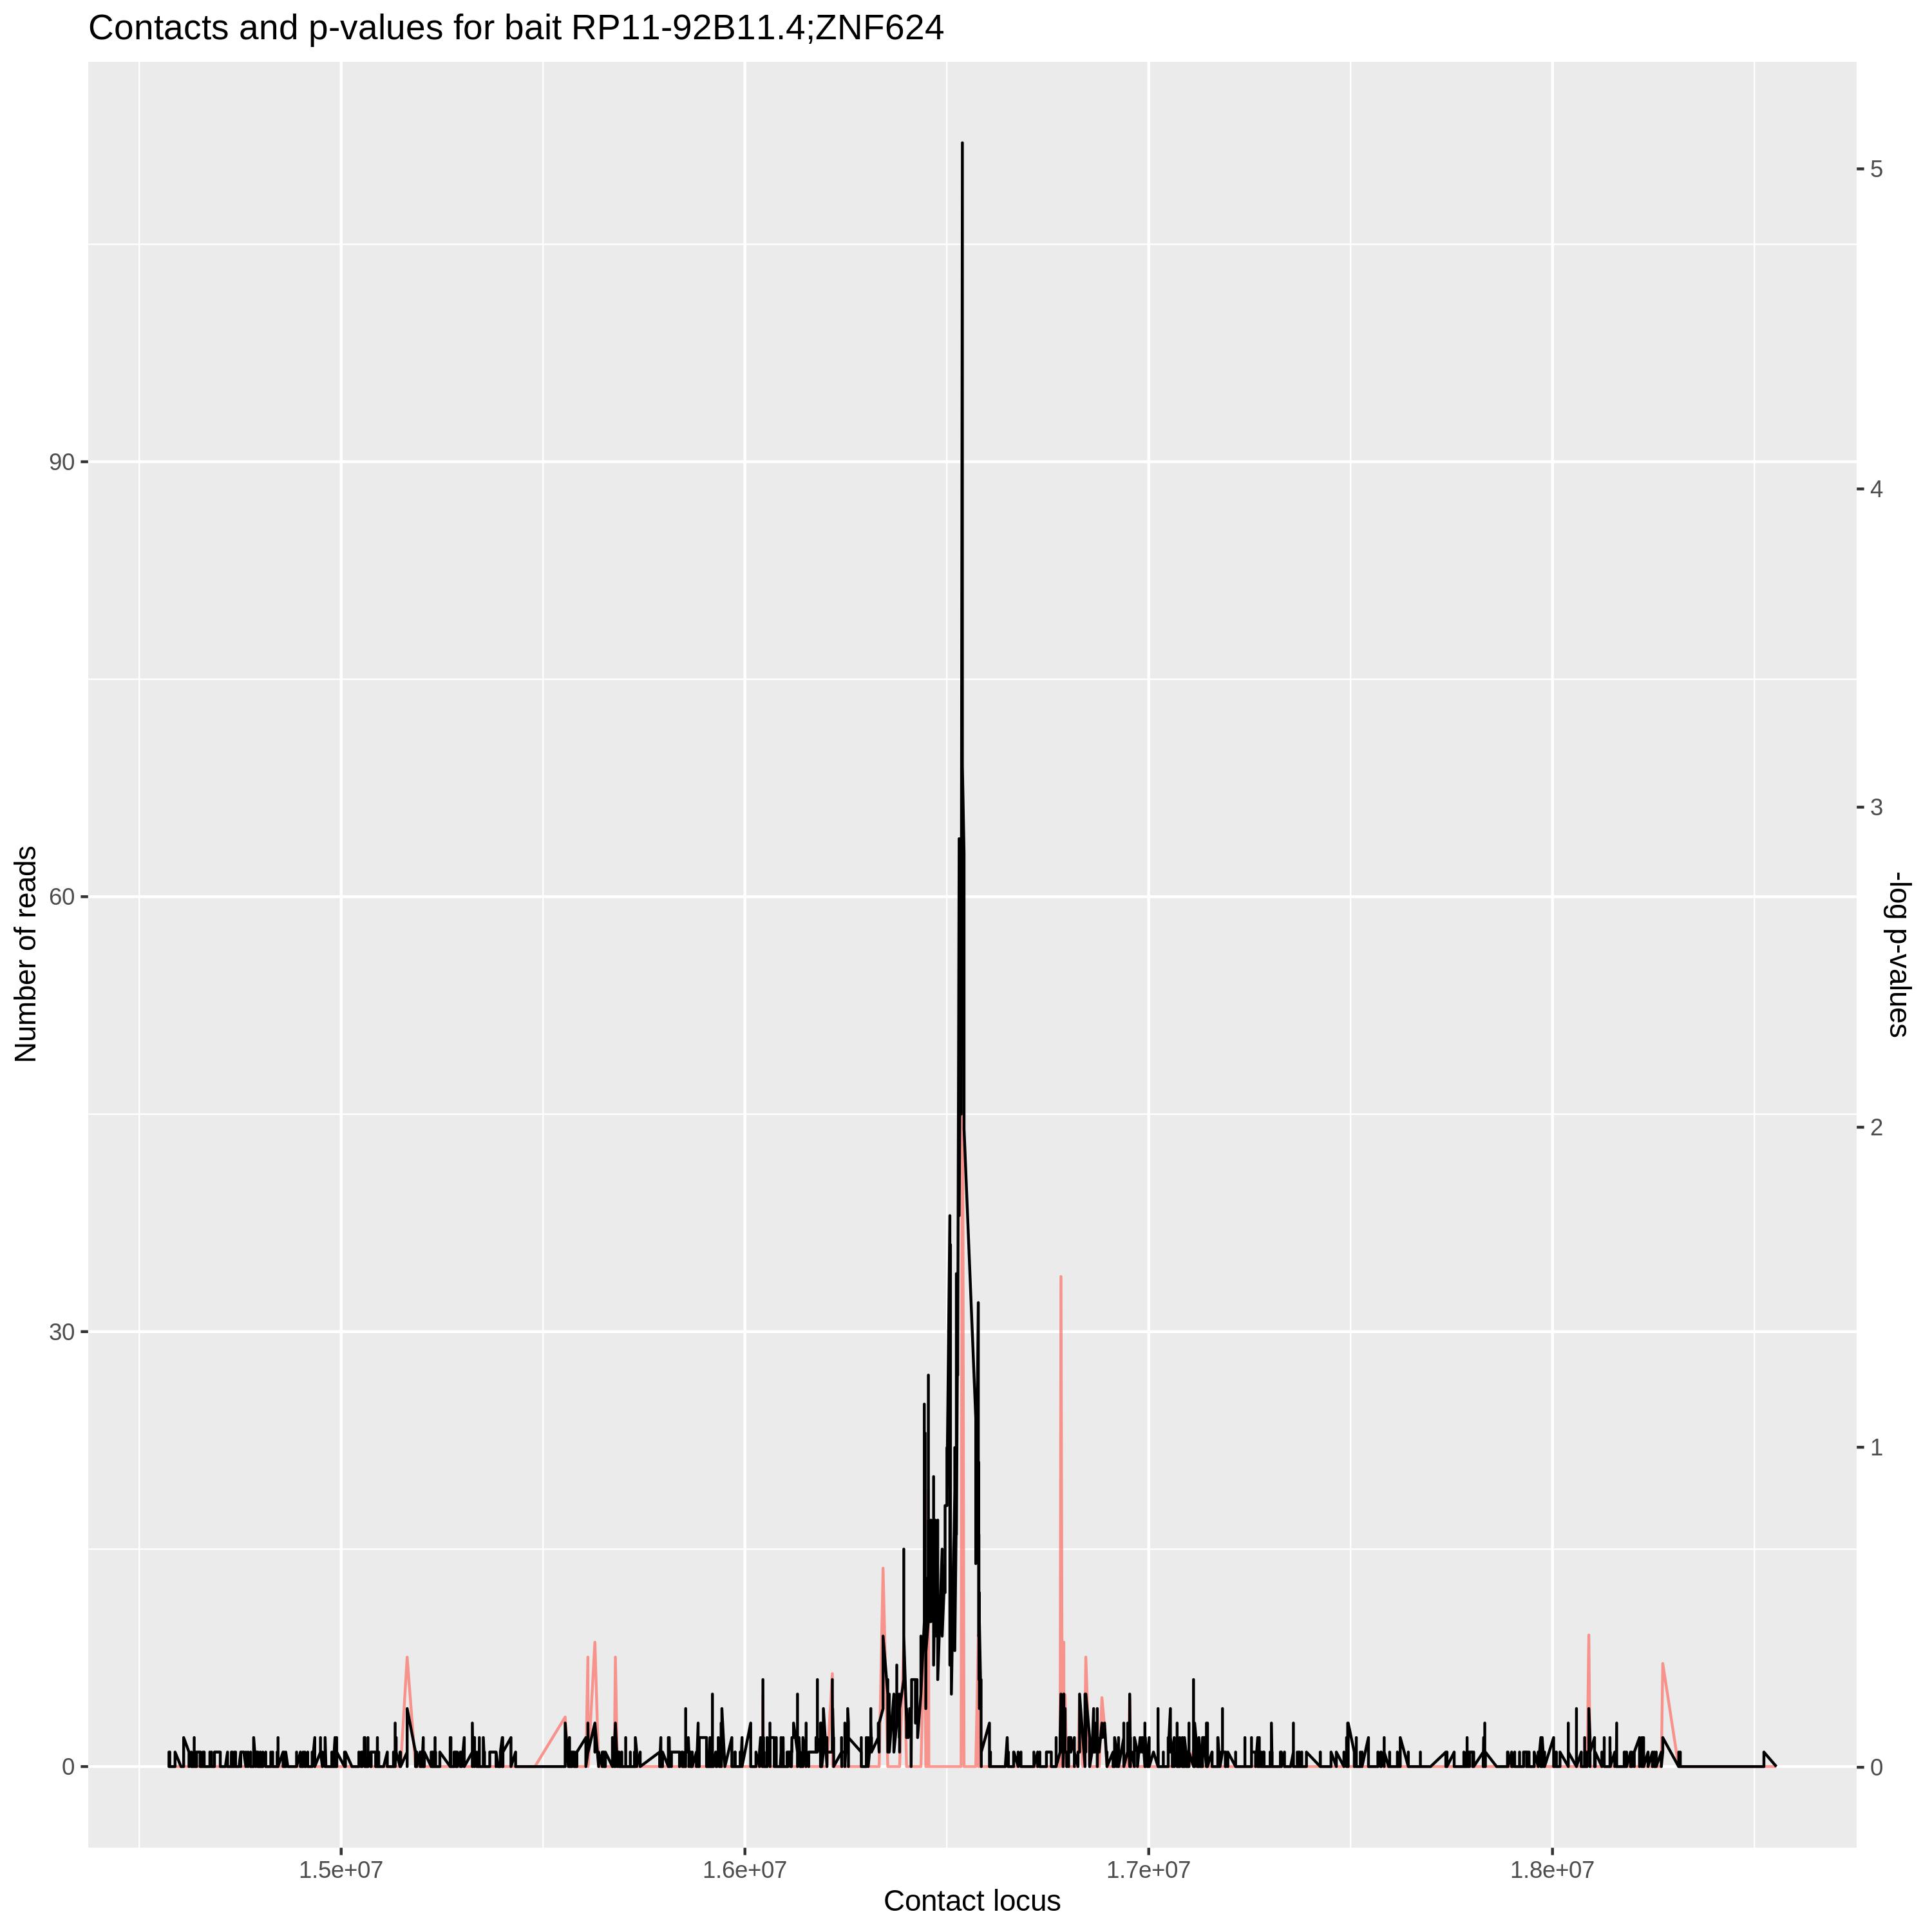 Contacts and p-values for bait RP11-92B11.4;ZNF624
Number of reads
90
60
30
0
5
4
3
2
1
0
-log p-values
1.5e+07 1.6e+07 1.7e+07 1.8e+07
Contact locus